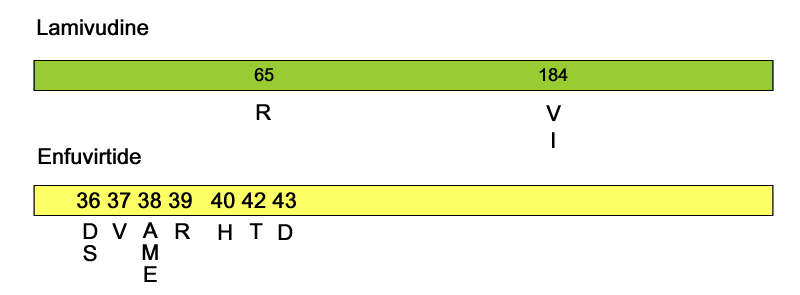 Lamivudine
65 184
R V
I
Enfuvirtide
36 37 38 39 40 42 43
D V A R H T D
S M
E